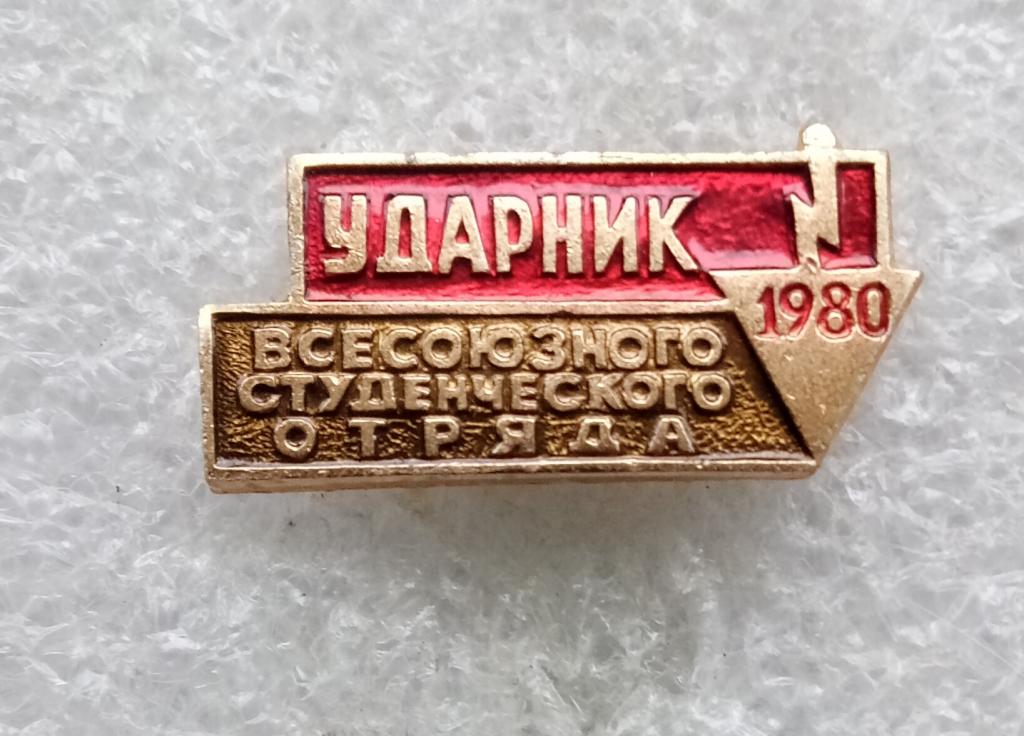 УДАРНИК
1980
ВСЕСОЮЗНОГО
СТУДЕНЧЕСКОГО
ОТРЯДА